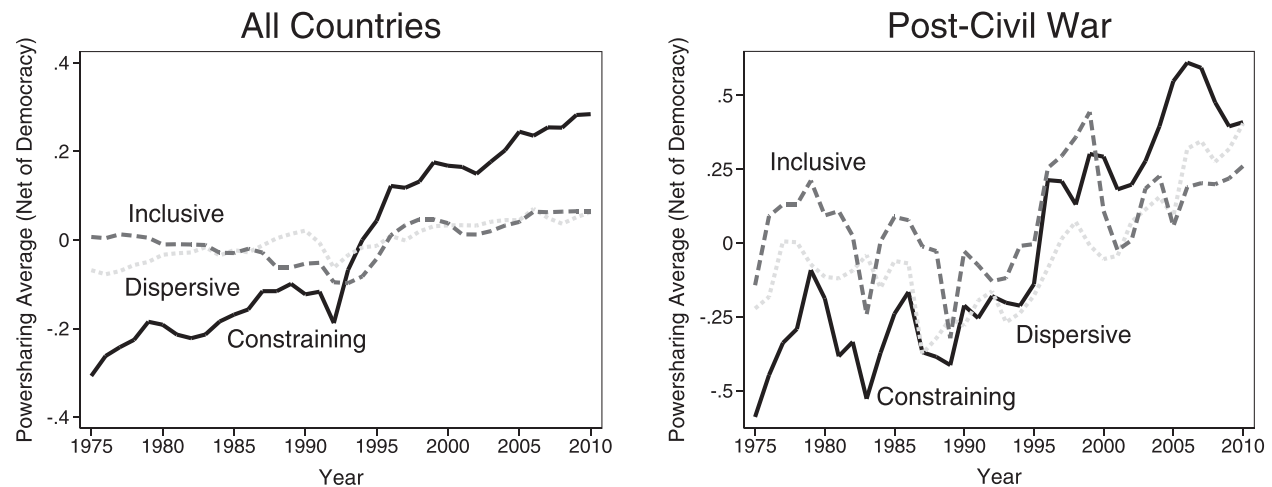 All Countries
Powersharing Average (Net of Democracy)
.4
.2
0
-.2
-.4
Inclusive
Dispersive
Constraining
1975 1980 1985 1990 1995 2000 2005 2010
Year
Post-Civil War
Powersharing Average (Net of Democracy)
.5
.25
0
-.25
-.5
Inclusive
Dispersive
Constraining
1975 1980 1985 1990 1995 2000 2005 2010
Year